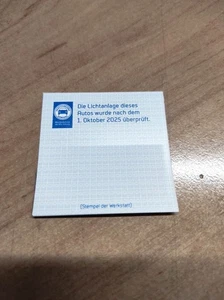 Die Lichtanlage dieses
Autos wurde nach dem
1. Oktober 2025 überprüft.
(Stempel der Werkstatt)